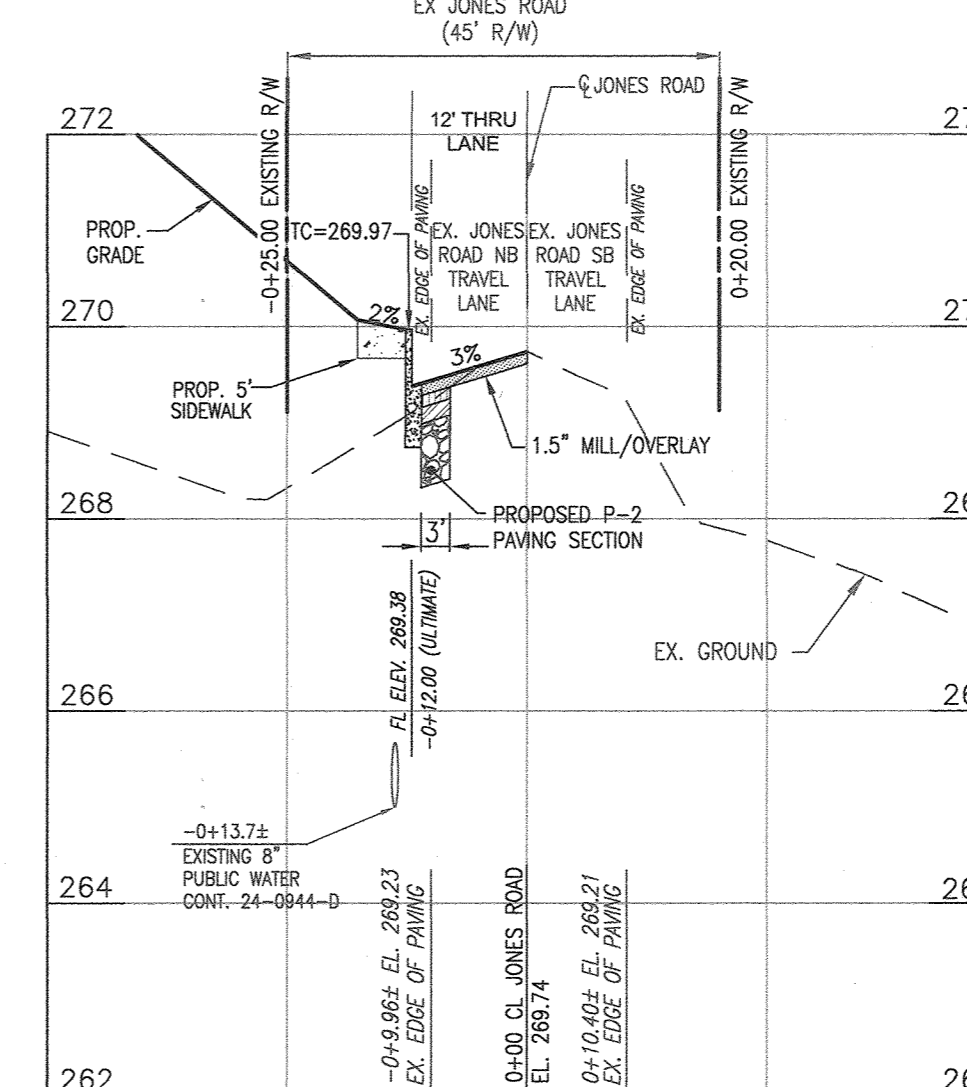 EX JONES ROAD
(45' R/W)
℄ JONES ROAD
272
12' THRU
LANE
-0+25.00 EXISTING R/W
0+20.00 EXISTING R/W
PROP.
GRADE
TC=269.97
EX. EDGE OF PAVING
EX. JONES
ROAD NB
TRAVEL
LANE
EX. JONES
ROAD SB
TRAVEL
LANE
EX. EDGE OF PAVING
270
2%
3%
PROP. 5'
SIDEWALK
1.5" MILL/OVERLAY
268
PROPOSED P-2
PAVING SECTION
3'
FL ELEV. 269.38
-0+12.00 (ULTIMATE)
EX. GROUND
266
-0+13.7±
EXISTING 8"
PUBLIC WATER
CONT. 24-0944-D
264
-0+9.96± EL. 269.23
EX. EDGE OF PAVING
0+00 CL JONES ROAD
EL. 269.74
0+10.40± EL. 269.21
EX. EDGE OF PAVING
262